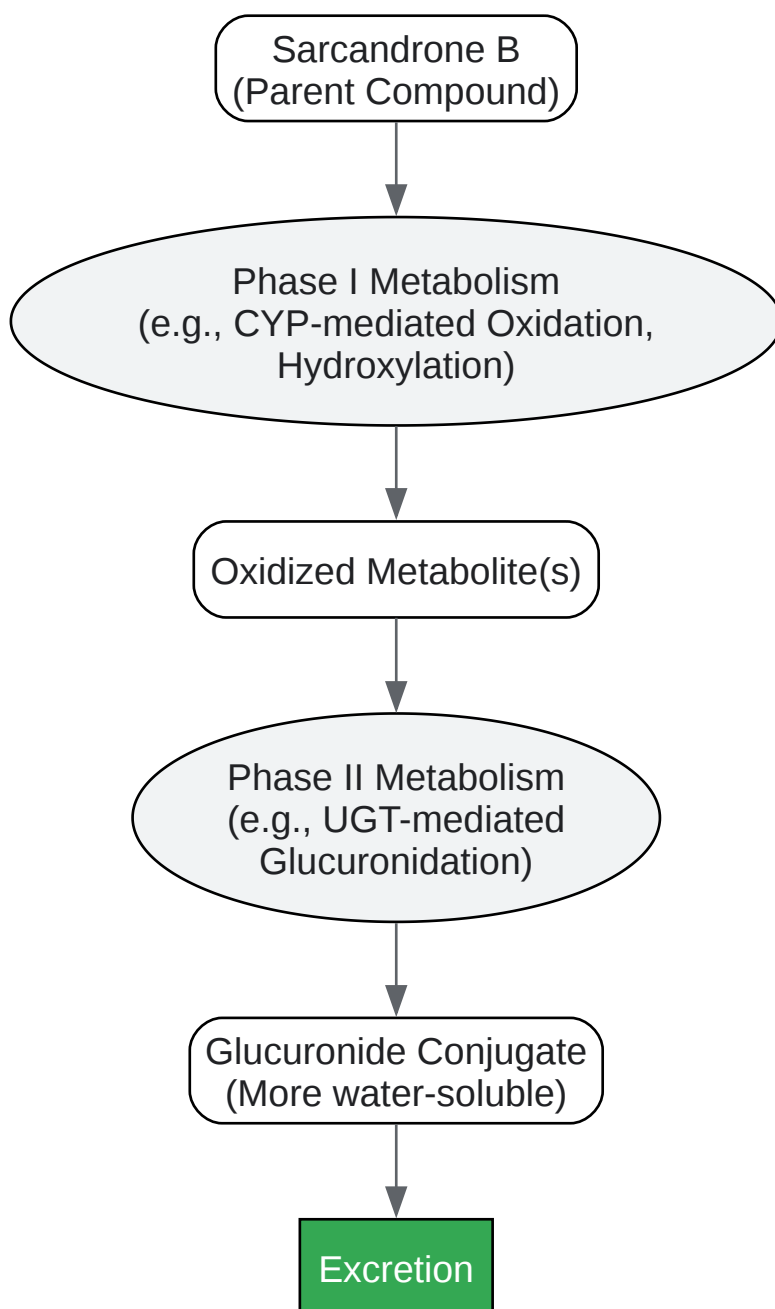 Sarcandrone B
(Parent Compound)
Phase I Metabolism
(e.g., CYP-mediated Oxidation,
Hydroxylation)
Oxidized Metabolite(s)
Phase II Metabolism
(e.g., UGT-mediated
Glucuronidation)
Glucuronide Conjugate
(More water-soluble)
Excretion